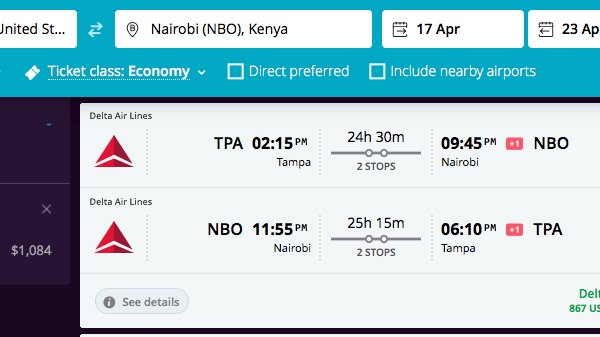 United St...
Nairobi (NBO), Kenya
17 Apr
23 Ap
Ticket class: Economy
Direct preferred
Include nearby airports
-
$1,084
Delta Air Lines
TPA 02:15 PM
Tampa
24h 30m
2 STOPS
09:45 PM +1 NBO
Nairobi
Delta Air Lines
NBO 11:55 PM
Nairobi
25h 15m
2 STOPS
06:10 PM +1 TPA
Tampa
See details
Delt
867 US